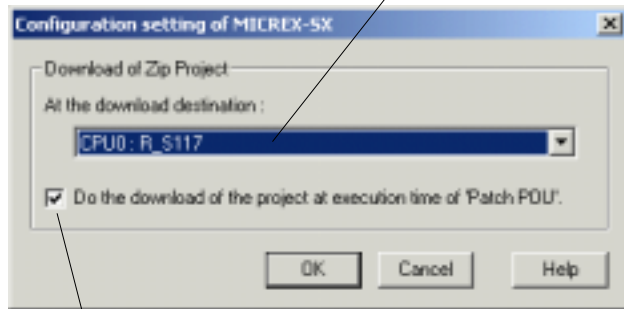 Configuration setting of MICREX-SX
Download of Zip Project
At the download destination :
CPU0 : R_S117
Do the download of the project at execution time of 'Patch POU'.
OK
Cancel
Help